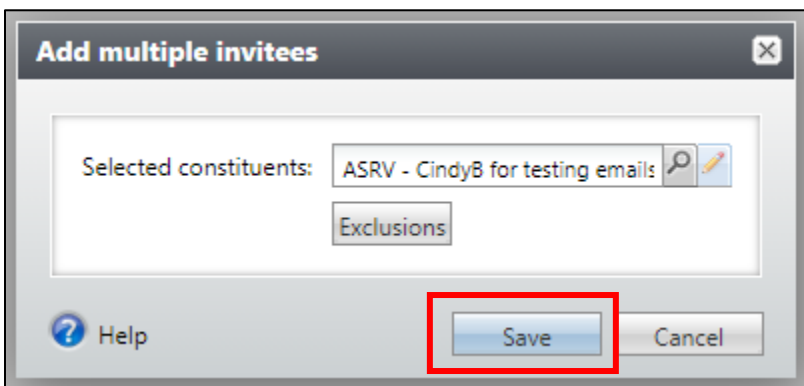 Add multiple invitees
Selected constituents: ASRV - CindyB for testing emails
Exclusions
Help Save Cancel